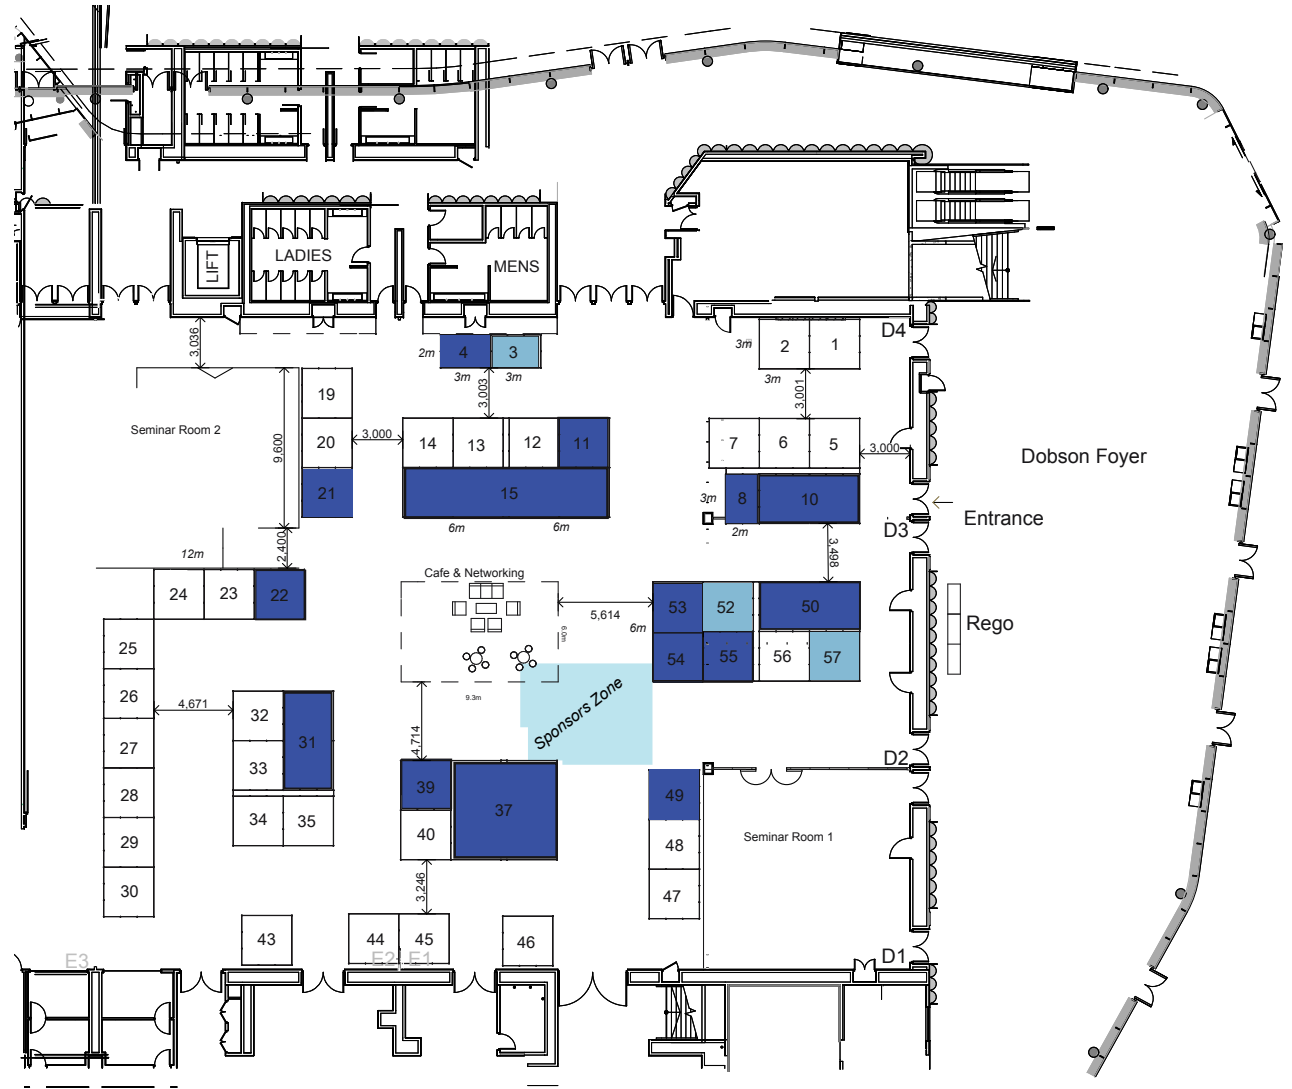 LADIES
LIFT
MENS
D4
3,036
2m
4
3
3m
3m
3m
2
1
3m
3,003
3,001
Seminar Room 2
9,600
19
20
21
3,000
14
13
12
11
7
6
5
3,000
15
6m
6m
3m
8
10
2m
Dobson Foyer
Entrance
D3
12m
2,400
3,498
24
23
22
Cafe & Networking
5,614
6m
6.0m
53
52
50
54
55
56
57
Rego
25
26
27
28
29
30
4,671
32
31
33
34
35
9.3m
Sponsors Zone
4,714
39
37
40
3,246
49
48
47
D2
Seminar Room 1
43
44
45
46
E3
E2
E1
D1